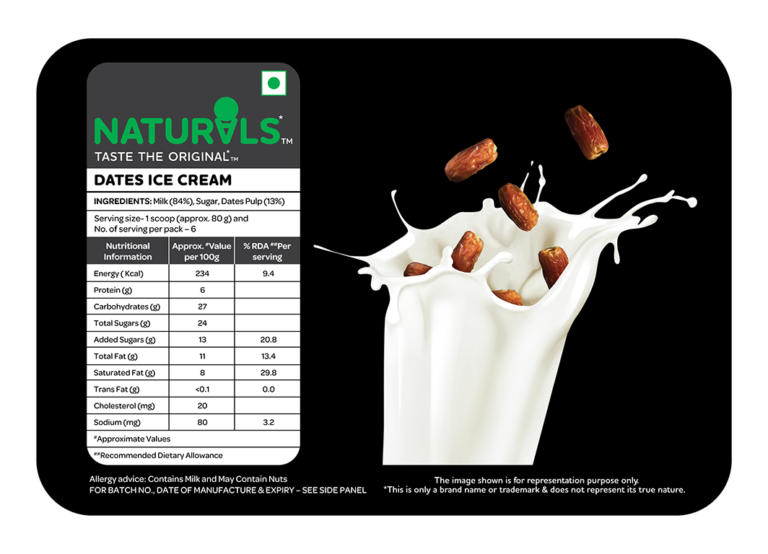 NATURALS*™
TASTE THE ORIGINAL*™
DATES ICE CREAM
INGREDIENTS: Milk (84%), Sugar, Dates Pulp (13%)
Serving size- 1 scoop (approx. 80 g) and
No. of serving per pack – 6
Nutritional Information | Approx. #Value per 100g | % RDA ##Per serving
Energy ( Kcal) 234 9.4
Protein (g) 6
Carbohydrates (g) 27
Total Sugars (g) 24
Added Sugars (g) 13 20.8
Total Fat (g) 11 13.4
Saturated Fat (g) 8 29.8
Trans Fat (g) <0.1 0.0
Cholesterol (mg) 20
Sodium (mg) 80 3.2
#Approximate Values
##Recommended Dietary Allowance
Allergy advice: Contains Milk and May Contain Nuts
FOR BATCH NO., DATE OF MANUFACTURE & EXPIRY – SEE SIDE PANEL
The image shown is for representation purpose only.
*This is only a brand name or trademark & does not represent its true nature.